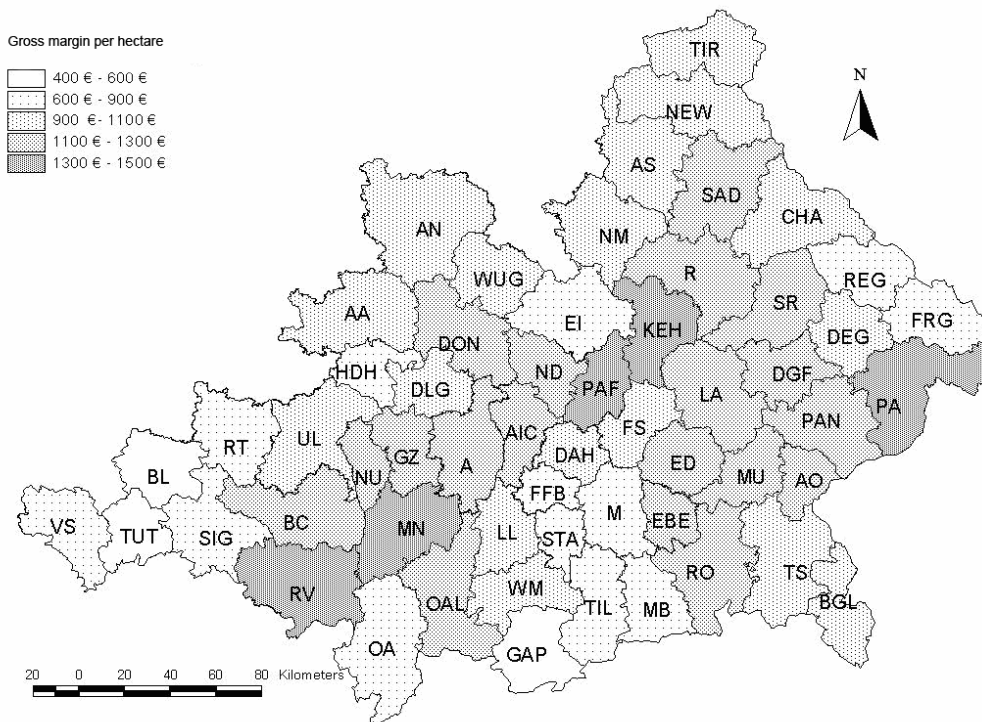 Gross margin per hectare
400 € - 600 €
600 € - 900 €
900 € - 1100 €
1100 € - 1300 €
1300 € - 1500 €
N
TIR
NEW
AS
SAD
CHA
AN
NM
WUG
R
REG
AA
EI
KEH
SR
FRG
DON
DEG
HDH
DLG
ND
PAF
LA
DGF
PA
RT
UL
AIC
FS
PAN
GZ
A
DAH
BL
NU
ED
MU
AO
FFB
VS
TUT
SIG
BC
MN
LL
STA
M
EBE
RV
WM
RO
TS
OAL
TIL
MB
BGL
OA
GAP
20 0 20 40 60 80 Kilometers